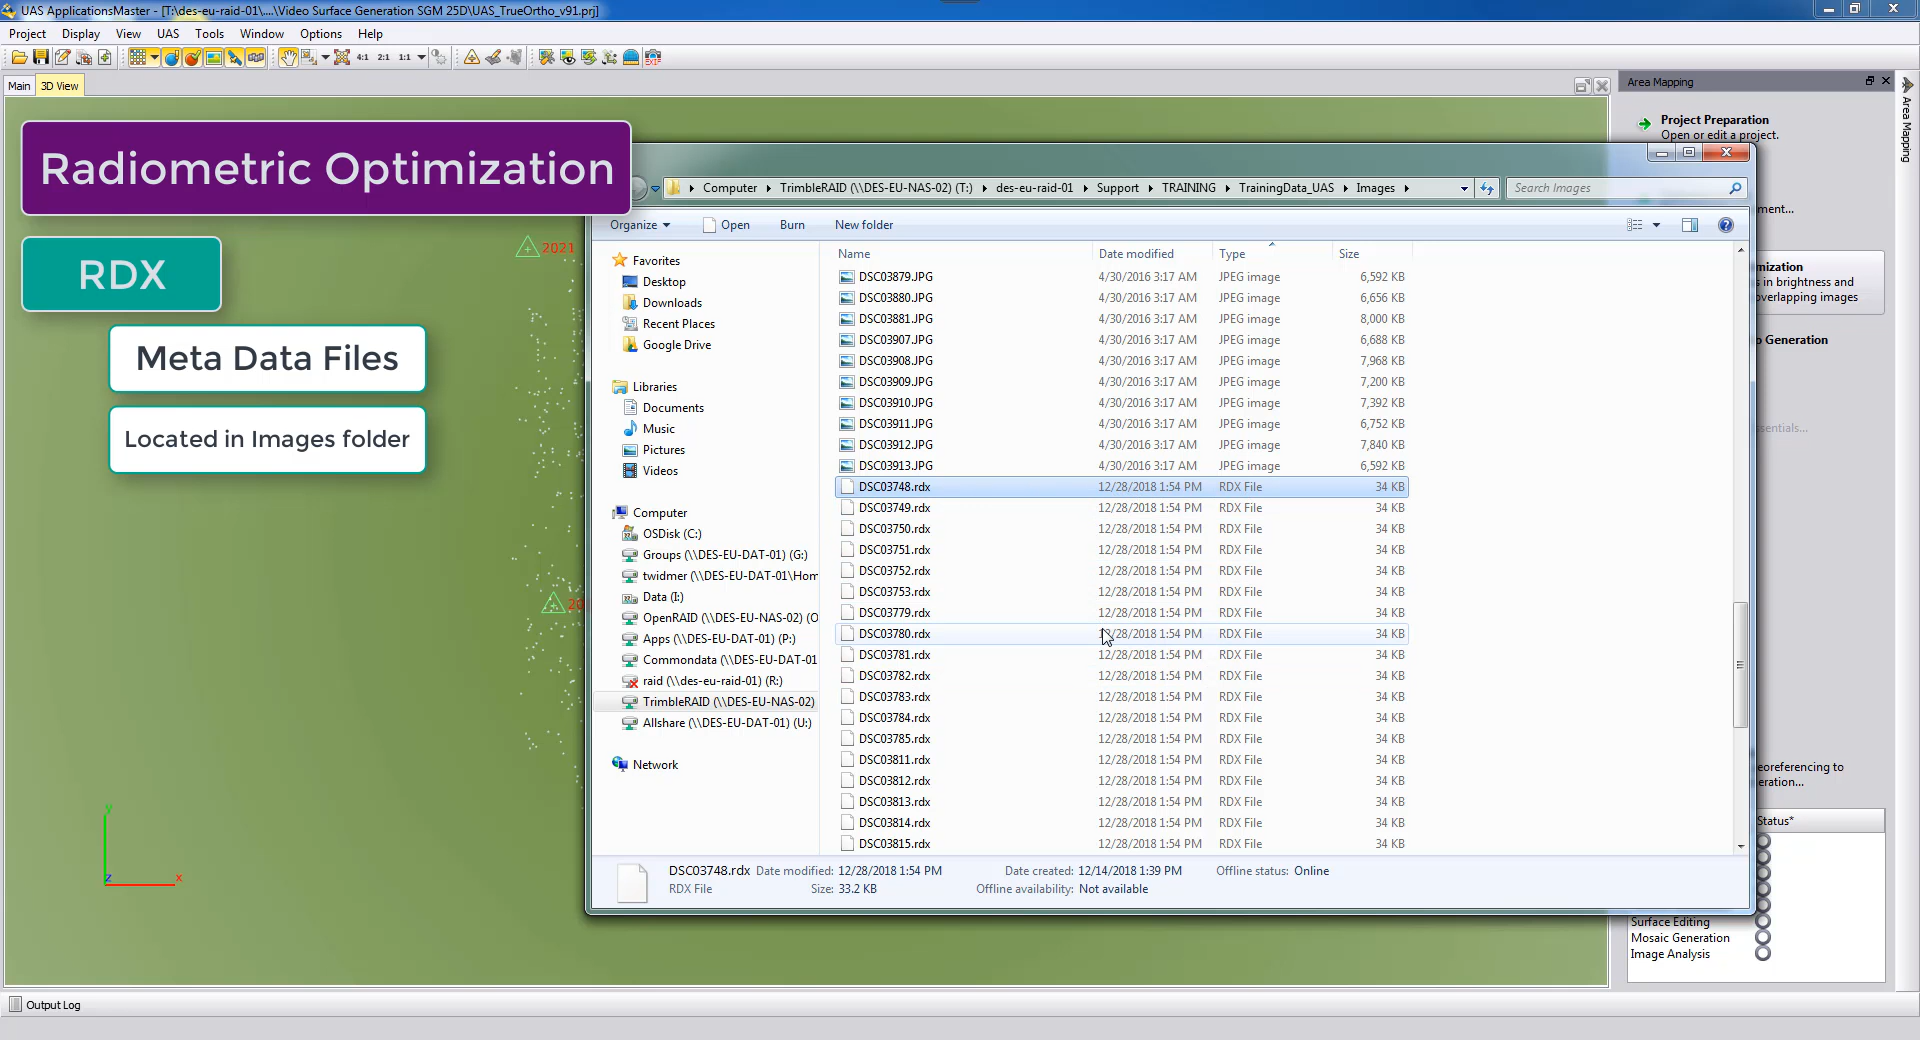 UAS ApplicationsMaster - [T:\des-eu-raid-01\....\Video Surface Generation SGM 25D\UAS_TrueOrtho_v91.prj]
Project Display View UAS Tools Window Options Help
4:1 2:1 1:1 EXIF
Main 3D View
Area Mapping
Area Mapping
Project Preparation
Open or edit a project.
Radiometric Optimization
RDX
Meta Data Files
Located in Images folder
2021
Computer TrimbleRAID (\\DES-EU-NAS-02) (T:) des-eu-raid-01 Support TRAINING TrainingData_UAS Images
Search Images
Organize Open Burn New folder
Favorites
Desktop
Downloads
Recent Places
Google Drive
Libraries
Documents
Music
Pictures
Videos
Computer
OSDisk (C:)
Groups (\\DES-EU-DAT-01) (G:)
twidmer (\\DES-EU-DAT-01\Hom
Data (I:)
OpenRAID (\\DES-EU-NAS-02) (O
Apps (\\DES-EU-DAT-01) (P:)
Commondata (\\DES-EU-DAT-01
raid (\\des-eu-raid-01) (R:)
TrimbleRAID (\\DES-EU-NAS-02)
Allshare (\\DES-EU-DAT-01) (U:)
Network
Name Date modified Type Size
DSC03879.JPG 4/30/2016 3:17 AM JPEG image 6,592 KB
DSC03880.JPG 4/30/2016 3:17 AM JPEG image 6,656 KB
DSC03881.JPG 4/30/2016 3:17 AM JPEG image 8,000 KB
DSC03907.JPG 4/30/2016 3:17 AM JPEG image 6,688 KB
DSC03908.JPG 4/30/2016 3:17 AM JPEG image 7,968 KB
DSC03909.JPG 4/30/2016 3:17 AM JPEG image 7,200 KB
DSC03910.JPG 4/30/2016 3:17 AM JPEG image 7,392 KB
DSC03911.JPG 4/30/2016 3:17 AM JPEG image 6,752 KB
DSC03912.JPG 4/30/2016 3:17 AM JPEG image 7,840 KB
DSC03913.JPG 4/30/2016 3:17 AM JPEG image 6,592 KB
DSC03748.rdx 12/28/2018 1:54 PM RDX File 34 KB
DSC03749.rdx 12/28/2018 1:54 PM RDX File 34 KB
DSC03750.rdx 12/28/2018 1:54 PM RDX File 34 KB
DSC03751.rdx 12/28/2018 1:54 PM RDX File 34 KB
DSC03752.rdx 12/28/2018 1:54 PM RDX File 34 KB
DSC03753.rdx 12/28/2018 1:54 PM RDX File 34 KB
DSC03779.rdx 12/28/2018 1:54 PM RDX File 34 KB
DSC03780.rdx 12/28/2018 1:54 PM RDX File 34 KB
DSC03781.rdx 12/28/2018 1:54 PM RDX File 34 KB
DSC03782.rdx 12/28/2018 1:54 PM RDX File 34 KB
DSC03783.rdx 12/28/2018 1:54 PM RDX File 34 KB
DSC03784.rdx 12/28/2018 1:54 PM RDX File 34 KB
DSC03785.rdx 12/28/2018 1:54 PM RDX File 34 KB
DSC03811.rdx 12/28/2018 1:54 PM RDX File 34 KB
DSC03812.rdx 12/28/2018 1:54 PM RDX File 34 KB
DSC03813.rdx 12/28/2018 1:54 PM RDX File 34 KB
DSC03814.rdx 12/28/2018 1:54 PM RDX File 34 KB
DSC03815.rdx 12/28/2018 1:54 PM RDX File 34 KB
DSC03748.rdx Date modified: 12/28/2018 1:54 PM Date created: 12/14/2018 1:39 PM Offline status: Online
RDX File Size: 33.2 KB Offline availability: Not available
ment...
mization
s in brightness and
overlapping images
o Generation
sentials...
eoreferencing to
eration...
Status*
Surface Editing
Mosaic Generation
Image Analysis
y
z x
Output Log